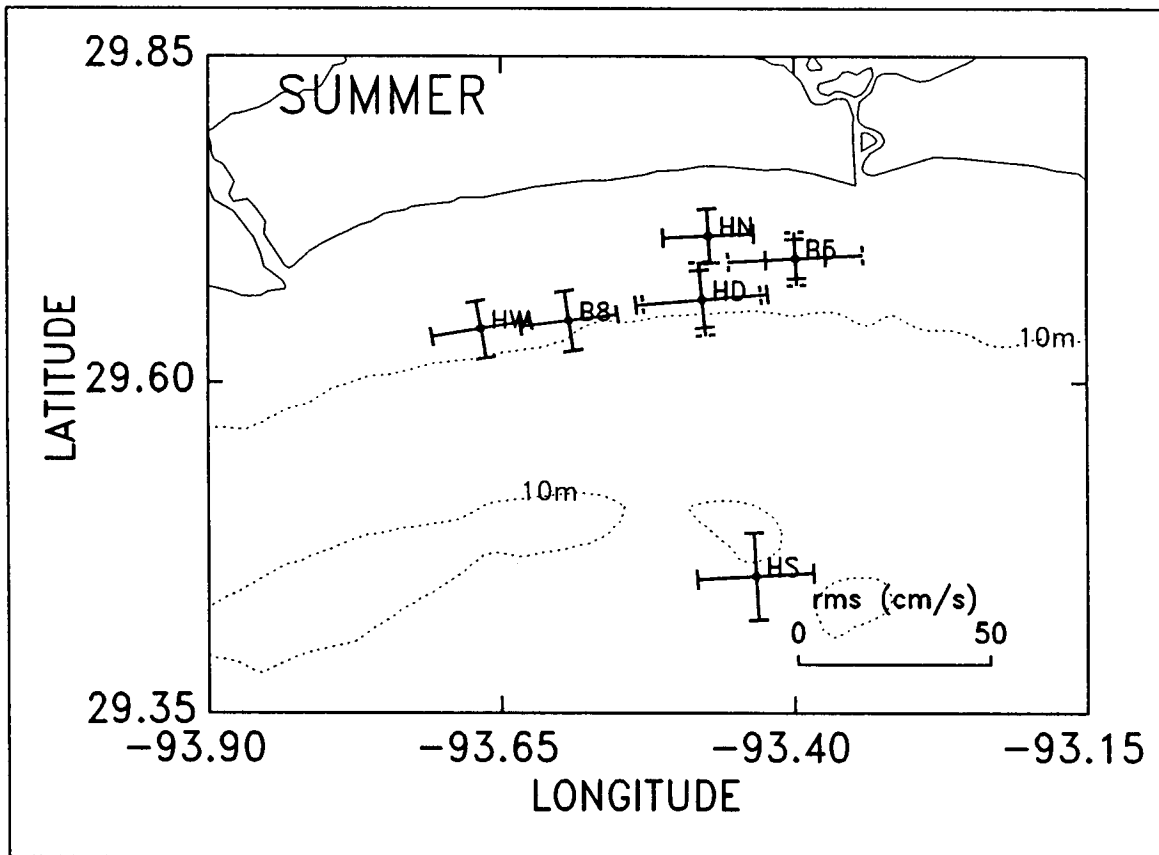 29.85
SUMMER
HN
B5
HD
B8
HW
10m
29.60
LATITUDE
10m
HS
rms (cm/s)
0 50
29.35
-93.90 -93.65 -93.40 -93.15
LONGITUDE